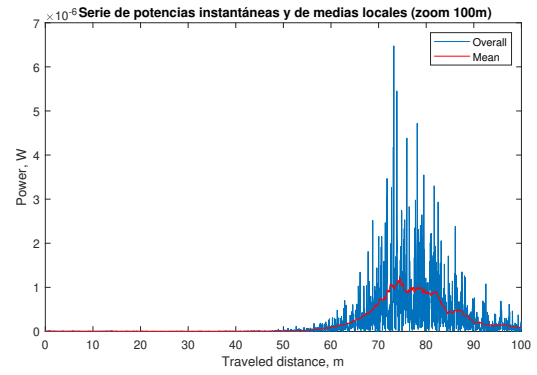 Serie de potencias instantáneas y de medias locales (zoom 100m)
×10⁻⁶
7
6
5
4
3
2
1
0
Power, W
Overall
Mean
0 10 20 30 40 50 60 70 80 90 100
Traveled distance, m